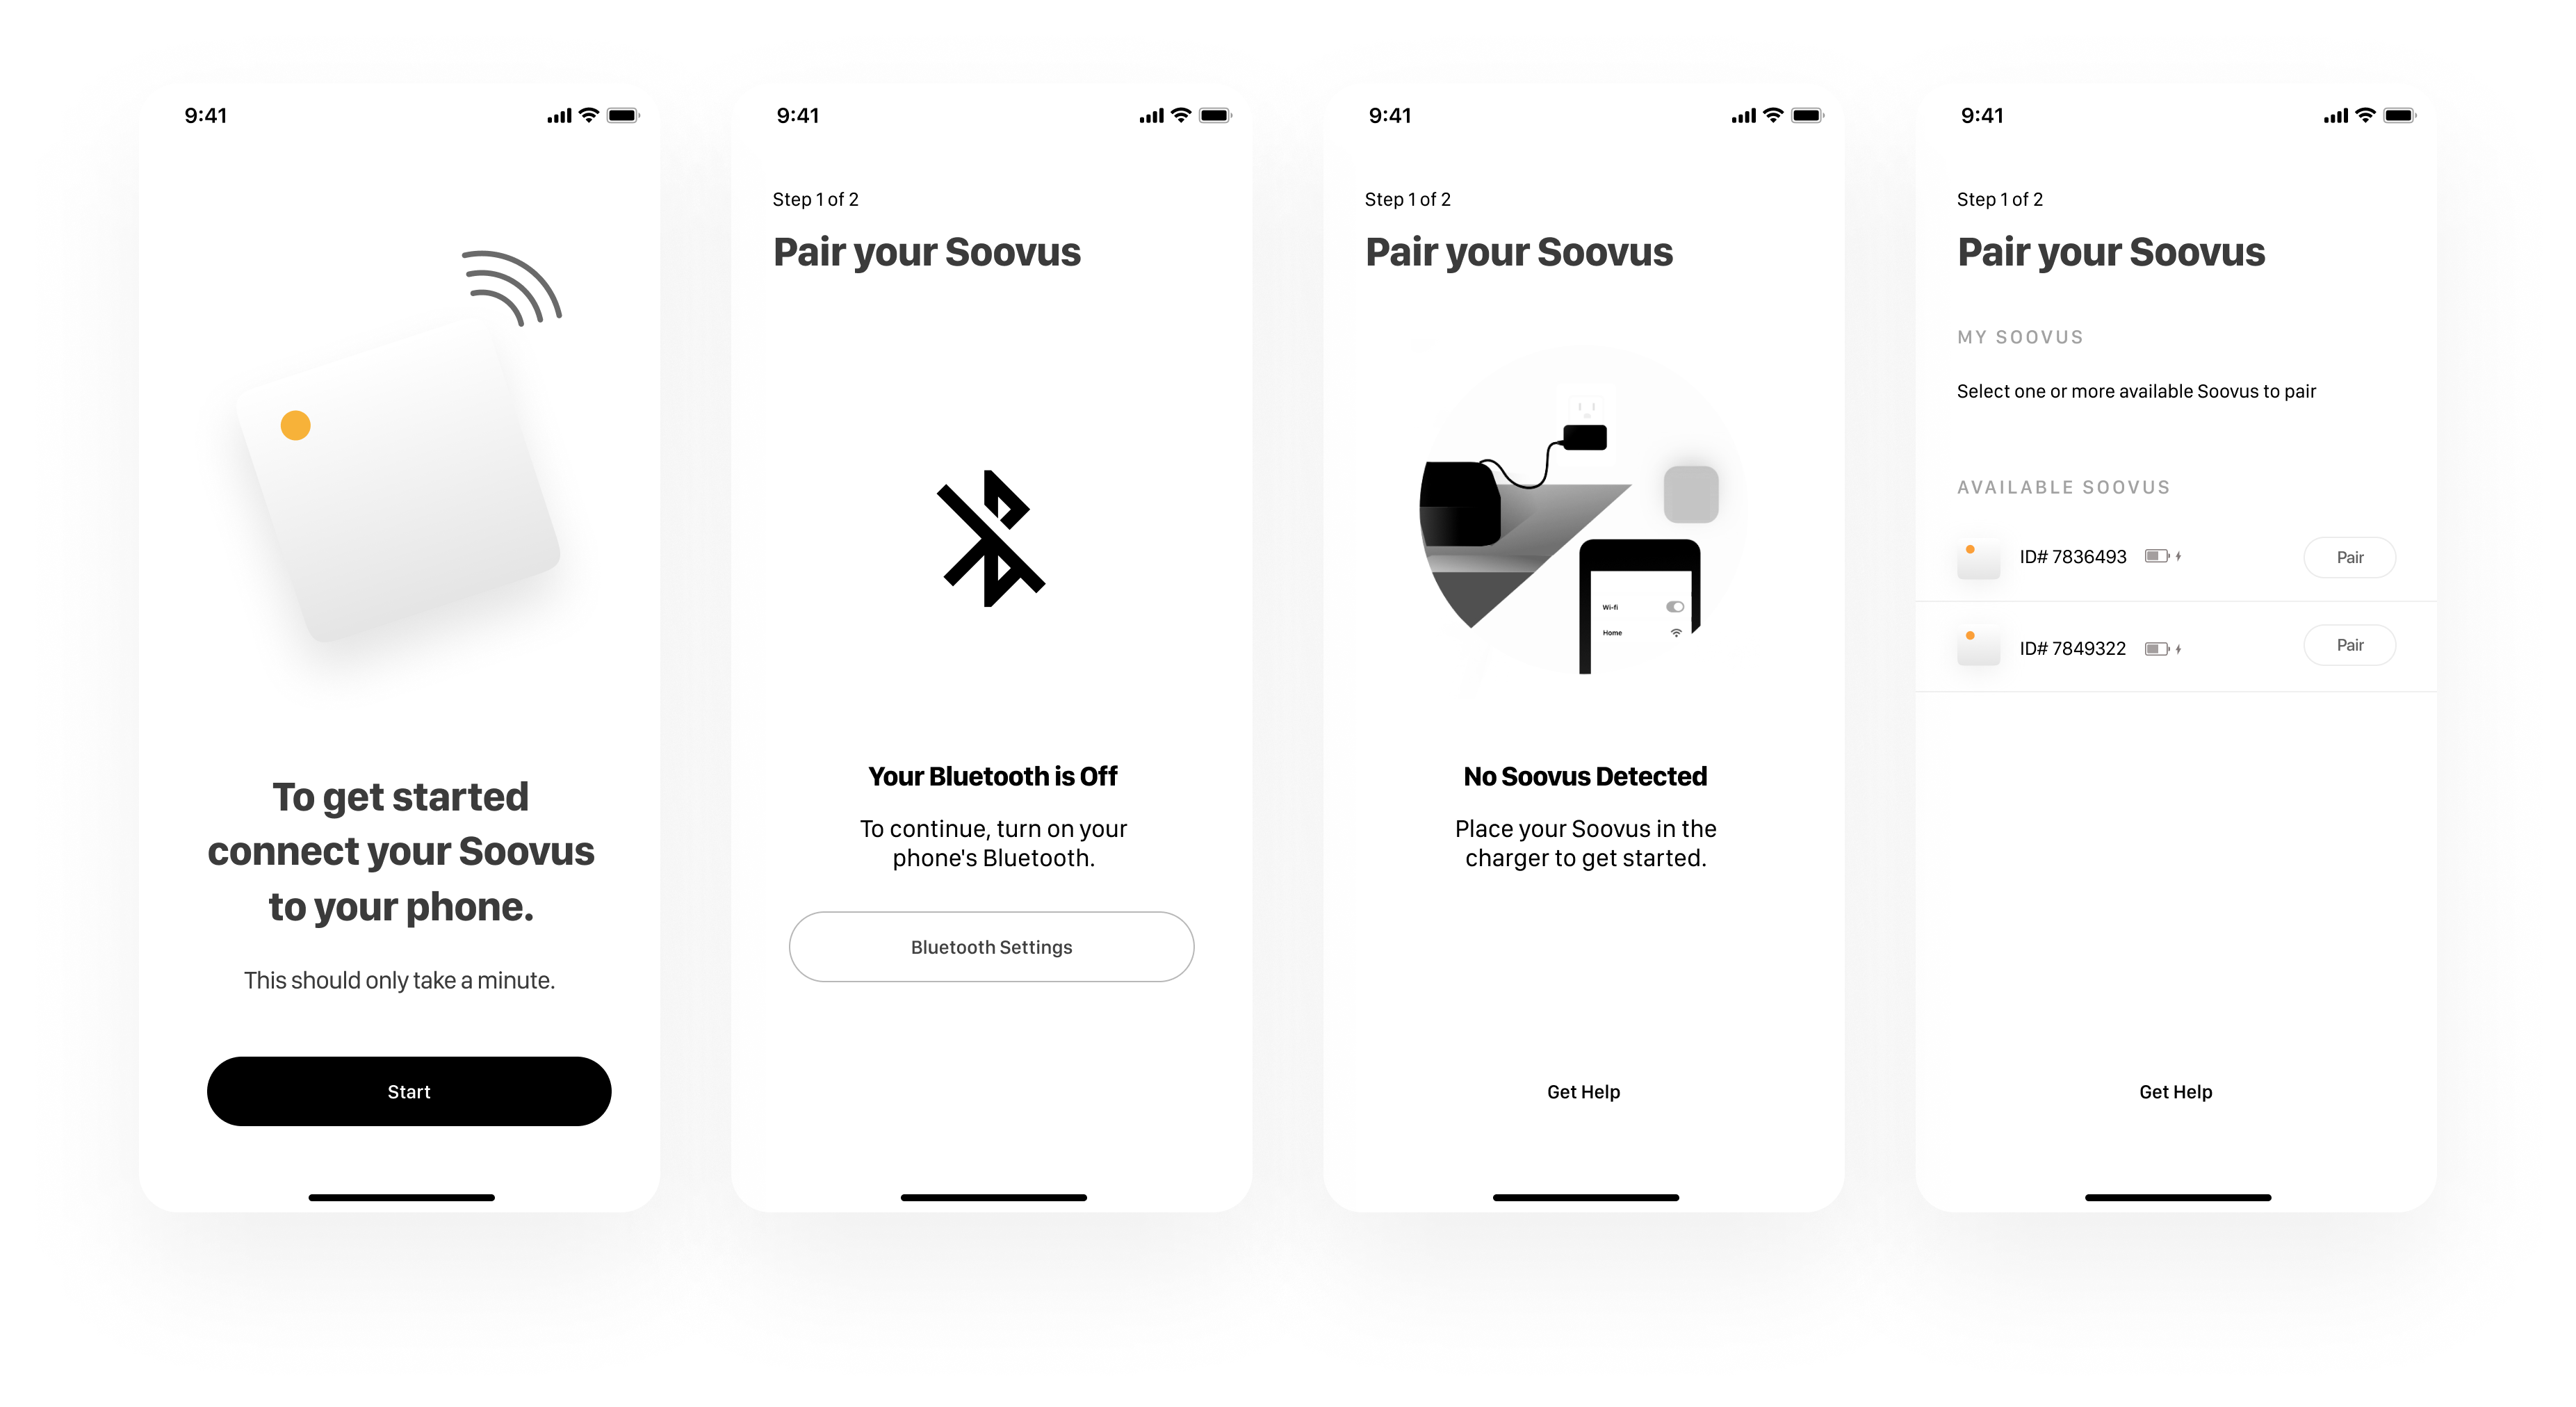 9:41
To get started
connect your Soovus
to your phone.
This should only take a minute.
Start
9:41
Step 1 of 2
Pair your Soovus
Your Bluetooth is Off
To continue, turn on your
phone's Bluetooth.
Bluetooth Settings
9:41
Step 1 of 2
Pair your Soovus
Wi-fi
Home
No Soovus Detected
Place your Soovus in the
charger to get started.
Get Help
9:41
Step 1 of 2
Pair your Soovus
MY SOOVUS
Select one or more available Soovus to pair
AVAILABLE SOOVUS
ID# 7836493 Pair
ID# 7849322 Pair
Get Help